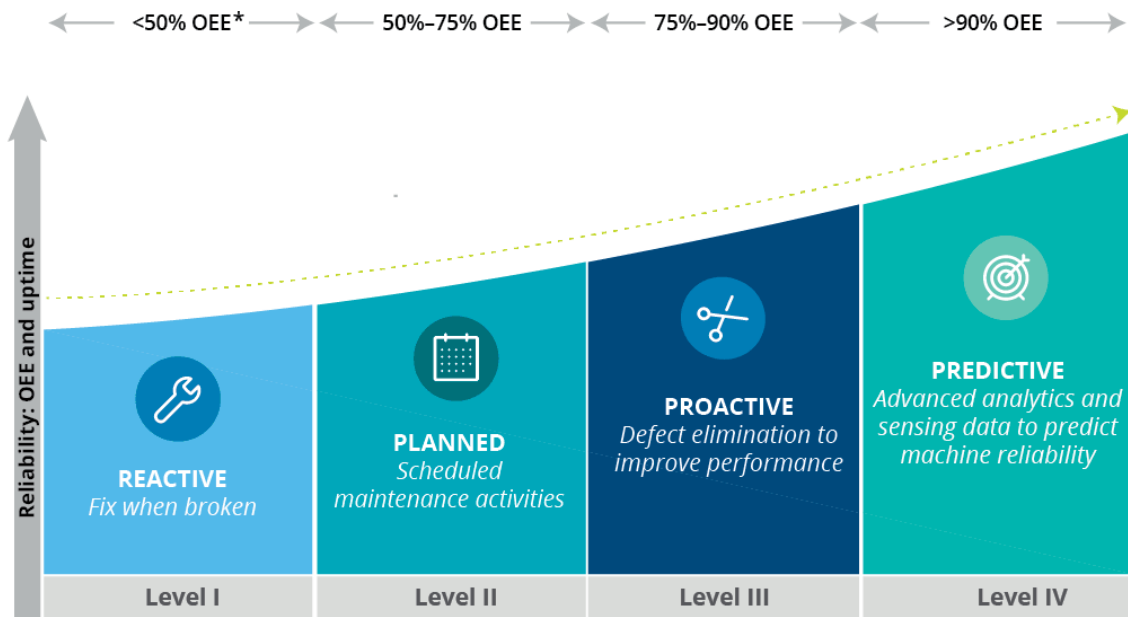 <50% OEE*
50%–75% OEE
75%–90% OEE
>90% OEE
Reliability: OEE and uptime
REACTIVE
Fix when broken
PLANNED
Scheduled
maintenance activities
PROACTIVE
Defect elimination to
improve performance
PREDICTIVE
Advanced analytics and
sensing data to predict
machine reliability
Level I
Level II
Level III
Level IV